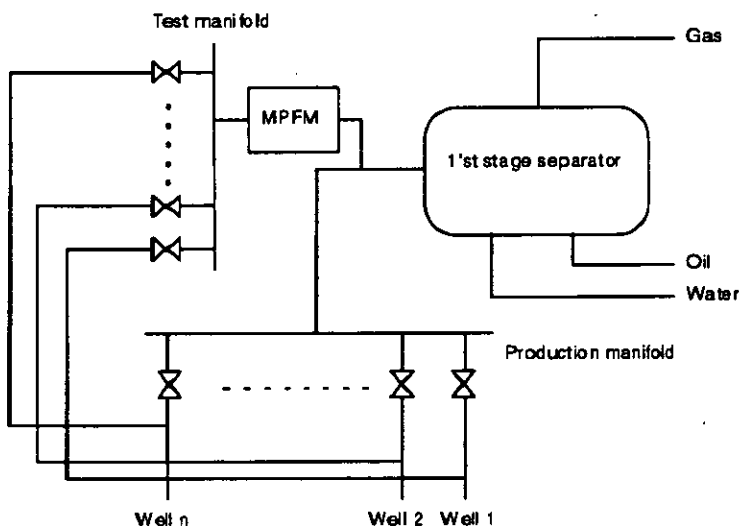 Test manifold
Gas
MPFM
1'st stage separator
Oil
Water
Production manifold
Well n
Well 2
Well 1